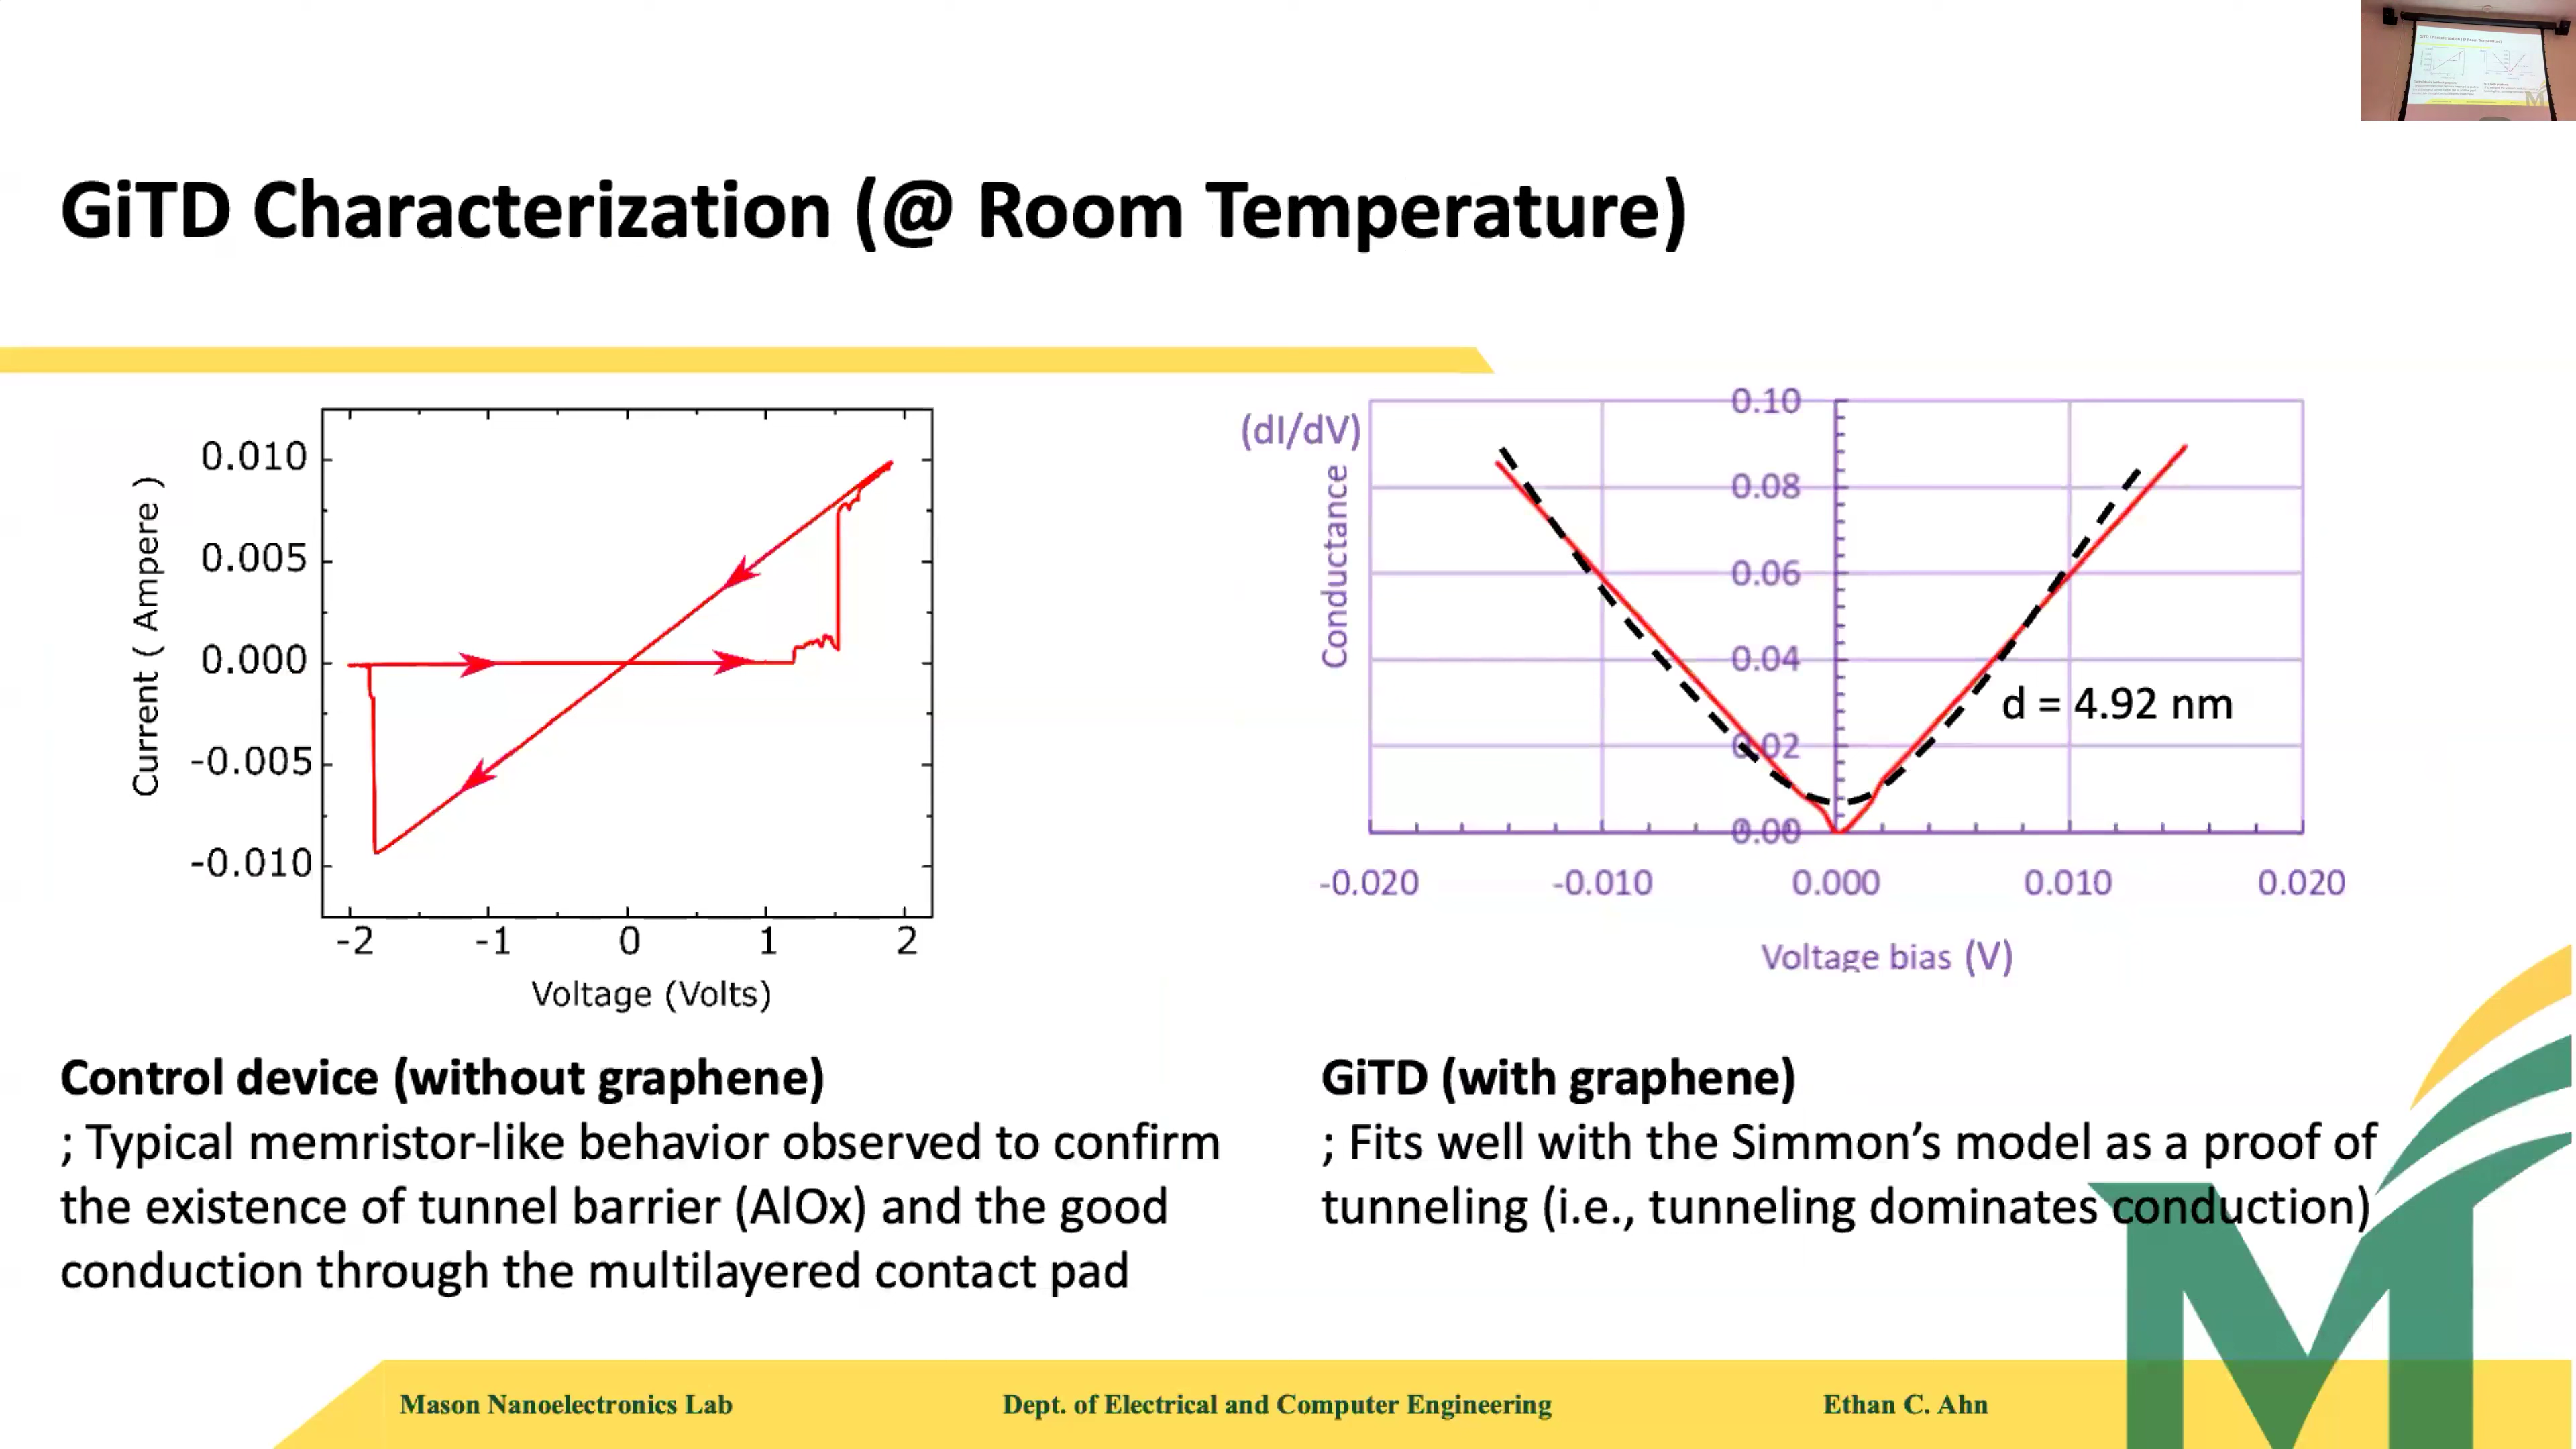 GiTD Characterization (@ Room Temperature)
Current ( Ampere )
0.010
0.005
0.000
-0.005
-0.010
-2 -1 0 1 2
Voltage (Volts)
(dI/dV)
Conductance
0.10
0.08
0.06
0.04
0.02
0.00
d = 4.92 nm
-0.020 -0.010 0.000 0.010 0.020
Voltage bias (V)
Control device (without graphene)
; Typical memristor-like behavior observed to confirm
the existence of tunnel barrier (AlOx) and the good
conduction through the multilayered contact pad
GiTD (with graphene)
; Fits well with the Simmon’s model as a proof of
tunneling (i.e., tunneling dominates conduction)
M
Mason Nanoelectronics Lab Dept. of Electrical and Computer Engineering Ethan C. Ahn